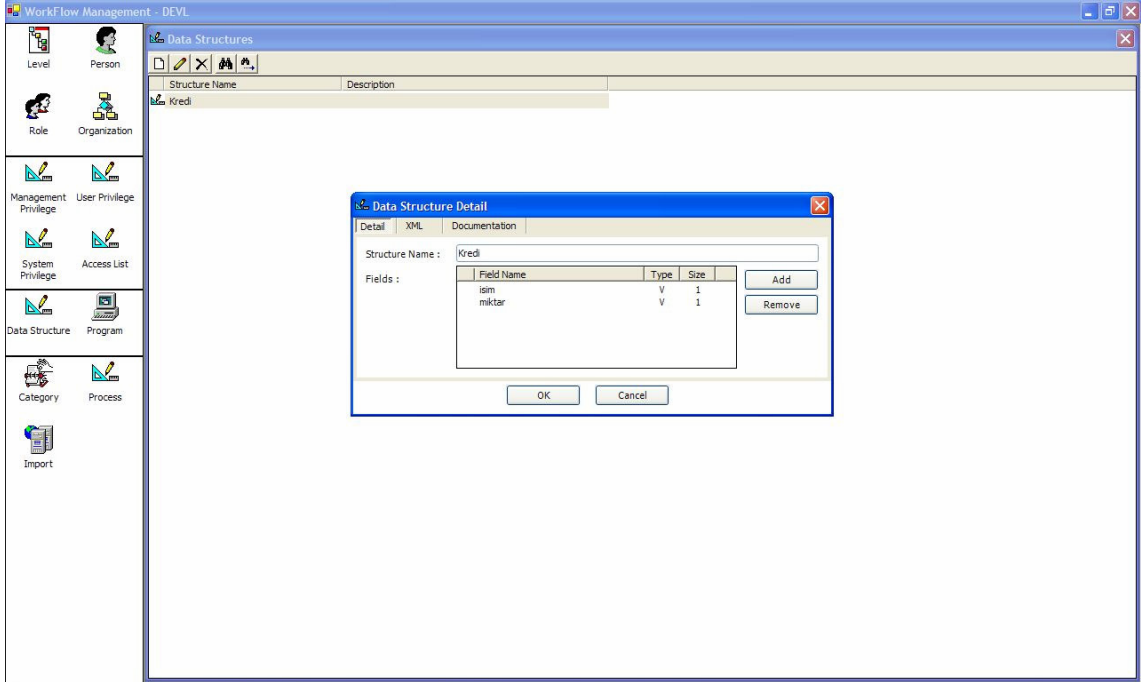 WorkFlow Management - DEVL
Level Person
Role Organization
Management Privilege User Privilege
System Privilege Access List
Data Structure Program
Category Process
Import
Data Structures
Structure Name Description
Kredi
Data Structure Detail
Detail XML Documentation
Structure Name : Kredi
Fields :
Field Name Type Size
isim V 1
miktar V 1
Add
Remove
OK Cancel